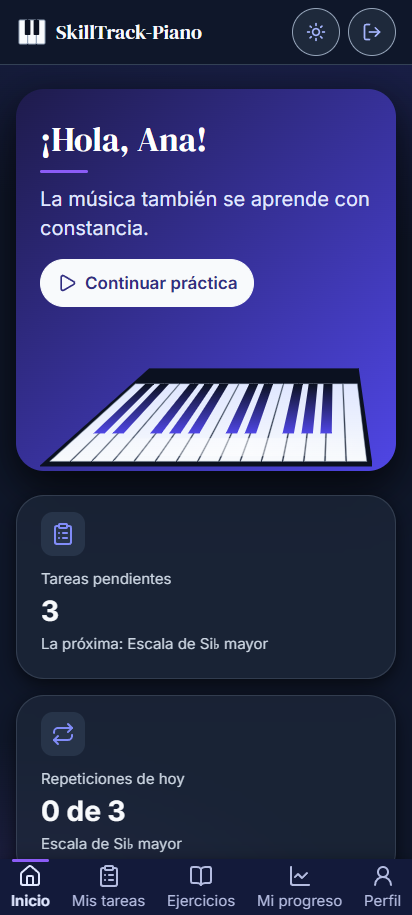 SkillTrack-Piano
¡Hola, Ana!
La música también se aprende con
constancia.
Continuar práctica
Tareas pendientes
3
La próxima: Escala de Si♭ mayor
Repeticiones de hoy
0 de 3
Escala de Si♭ mayor
Inicio
Mis tareas
Ejercicios
Mi progreso
Perfil